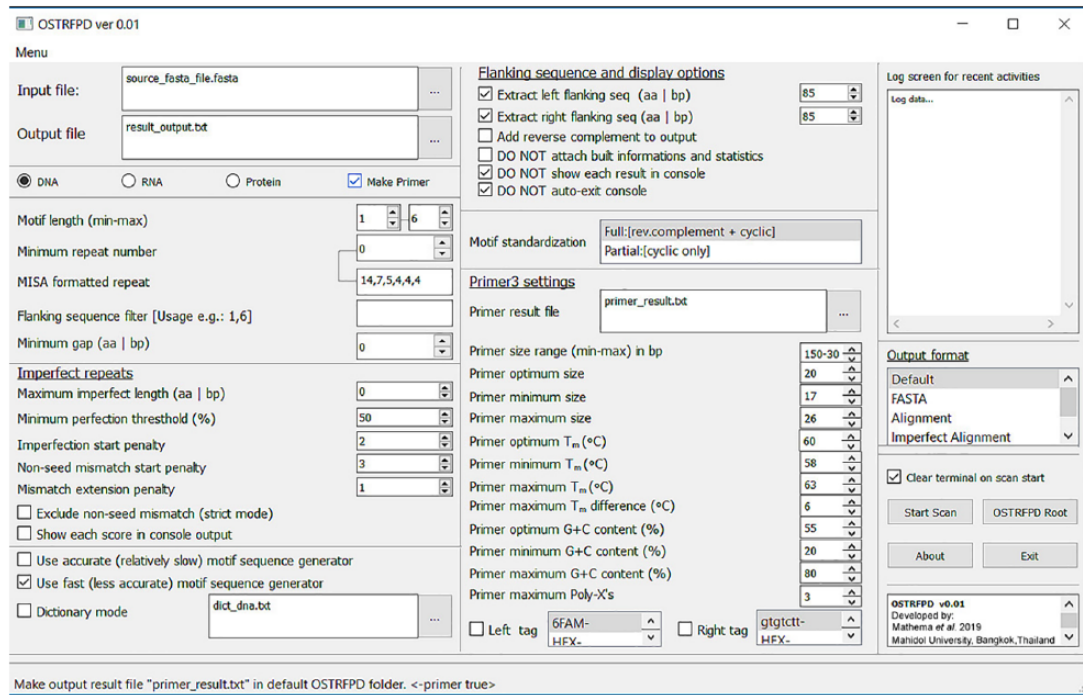 OSTRFPD ver 0.01
Menu
Input file:
source_fasta_file.fasta
...
Output file
result_output.txt
...
DNA
RNA
Protein
Make Primer
Motif length (min-max)
1
6
Minimum repeat number
0
MISA formatted repeat
14,7,5,4,4,4
Flanking sequence filter [Usage e.g.: 1,6]
Minimum gap (aa | bp)
0
Imperfect repeats
Maximum imperfect length (aa | bp)
0
Minimum perfection thresthold (%)
50
Imperfection start penalty
2
Non-seed mismatch start penalty
3
Mismatch extension penalty
1
Exclude non-seed mismatch (strict mode)
Show each score in console output
Use accurate (relatively slow) motif sequence generator
Use fast (less accurate) motif sequence generator
Dictionary mode
dict_dna.txt
...
Flanking sequence and display options
Extract left flanking seq (aa | bp)
85
Extract right flanking seq (aa | bp)
85
Add reverse complement to output
DO NOT attach built informations and statistics
DO NOT show each result in console
DO NOT auto-exit console
Motif standardization
Full:[rev.complement + cyclic]
Partial:[cyclic only]
Primer3 settings
Primer result file
primer_result.txt
...
Primer size range (min-max) in bp
150-30
Primer optimum size
20
Primer minimum size
17
Primer maximum size
26
Primer optimum Tm (ºC)
60
Primer minimum Tm (ºC)
58
Primer maximum Tm (ºC)
63
Primer maximum Tm difference (ºC)
6
Primer optimum G+C content (%)
55
Primer minimum G+C content (%)
20
Primer maximum G+C content (%)
80
Primer maximum Poly-X's
3
Left tag
6FAM-
HEX-
Right tag
gtgtctt-
HEX-
Log screen for recent activities
Log data...
Output format
Default
FASTA
Alignment
Imperfect Alignment
Clear terminal on scan start
Start Scan
OSTRFPD Root
About
Exit
OSTRFPD v0.01
Developed by:
Mathema et al. 2019
Mahidol University, Bangkok,Thailand
Make output result file "primer_result.txt" in default OSTRFPD folder. <-primer true>